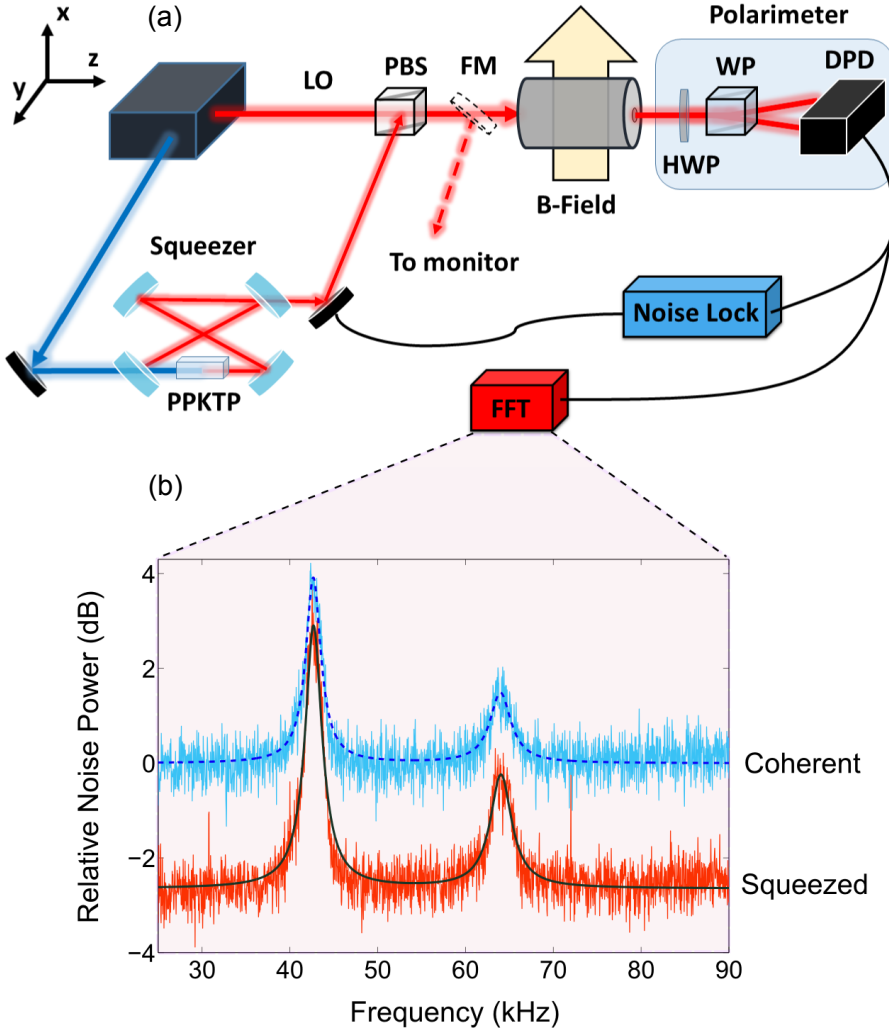 (a)
x
z
y
LO
PBS
FM
Polarimeter
WP
DPD
HWP
B-Field
Squeezer
To monitor
PPKTP
Noise Lock
FFT
(b)
Relative Noise Power (dB)
4
2
0
−2
−4
Coherent
Squeezed
30 40 50 60 70 80 90
Frequency (kHz)